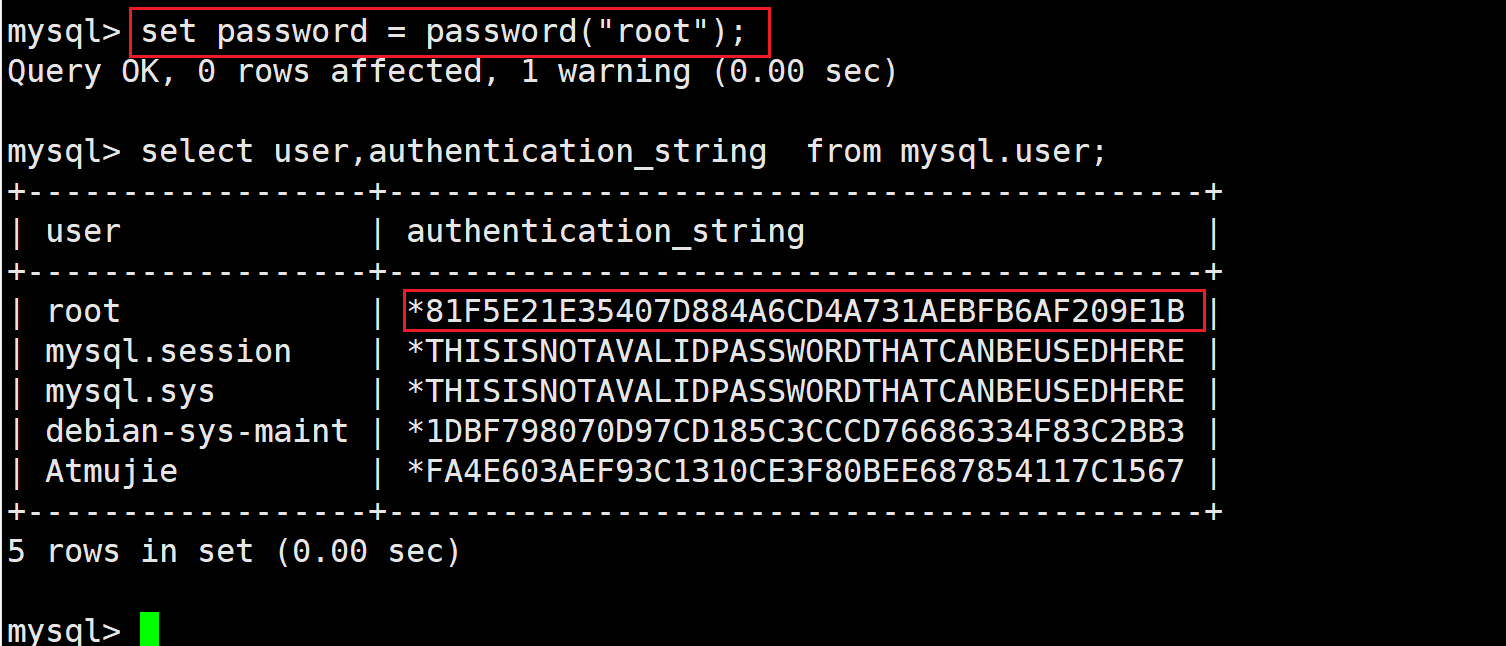 mysql> set password = password("root");
Query OK, 0 rows affected, 1 warning (0.00 sec)
mysql> select user,authentication_string  from mysql.user;
+------------------+-------------------------------------------+
| user             | authentication_string                     |
+------------------+-------------------------------------------+
| root             | *81F5E21E35407D884A6CD4A731AEBFB6AF209E1B |
| mysql.session    | *THISISNOTAVALIDPASSWORDTHATCANBEUSEDHERE |
| mysql.sys        | *THISISNOTAVALIDPASSWORDTHATCANBEUSEDHERE |
| debian-sys-maint | *1DBF798070D97CD185C3CCCD76686334F83C2BB3 |
| Atmujie          | *FA4E603AEF93C1310CE3F80BEE687854117C1567 |
+------------------+-------------------------------------------+
5 rows in set (0.00 sec)
mysql>